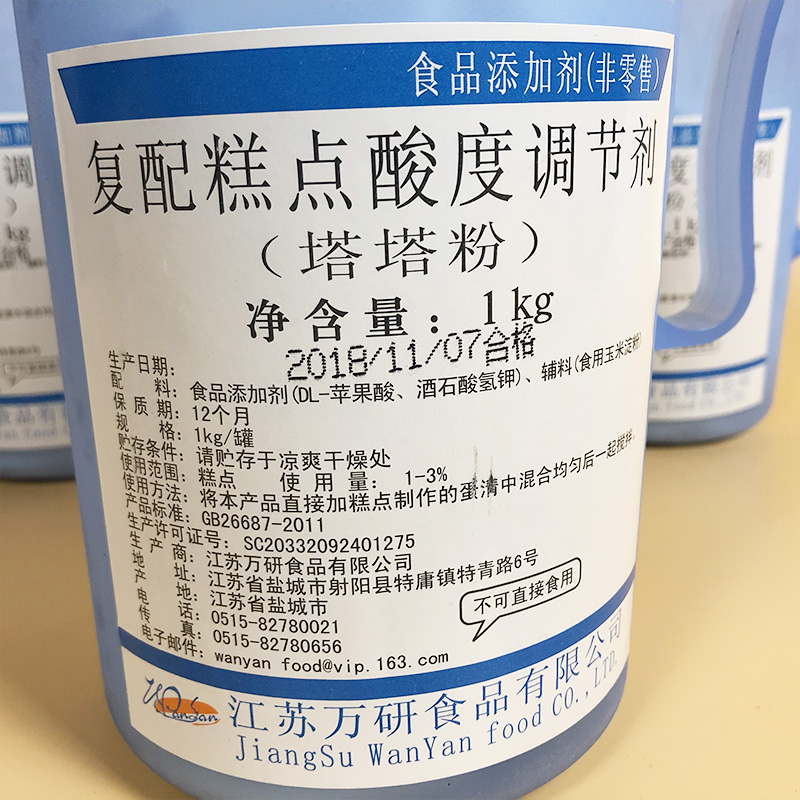 食品添加剂(非零售)
复配糕点酸度调节剂
（塔塔粉）
净含量：1kg
生产日期：2018/11/07合格
配料：食品添加剂(DL-苹果酸、酒石酸氢钾)、辅料(食用玉米淀粉)
保质期：12个月
规格：1kg/罐
贮存条件：请贮存于凉爽干燥处
使用范围：糕点 使用量：1-3%
使用方法：将本产品直接加糕点制作的蛋清中混合均匀后一起搅拌。
产品标准：GB26687-2011
生产许可证号：SC20332092401275
生产商：江苏万研食品有限公司
地址：江苏省盐城市射阳县特庸镇特青路6号
产地：江苏省盐城市
电话：0515-82780021
传真：0515-82780656
电子邮件：wanyan food@vip.163.com
不可直接食用
江苏万研食品有限公司
JiangSu WanYan food CO.,LTD.